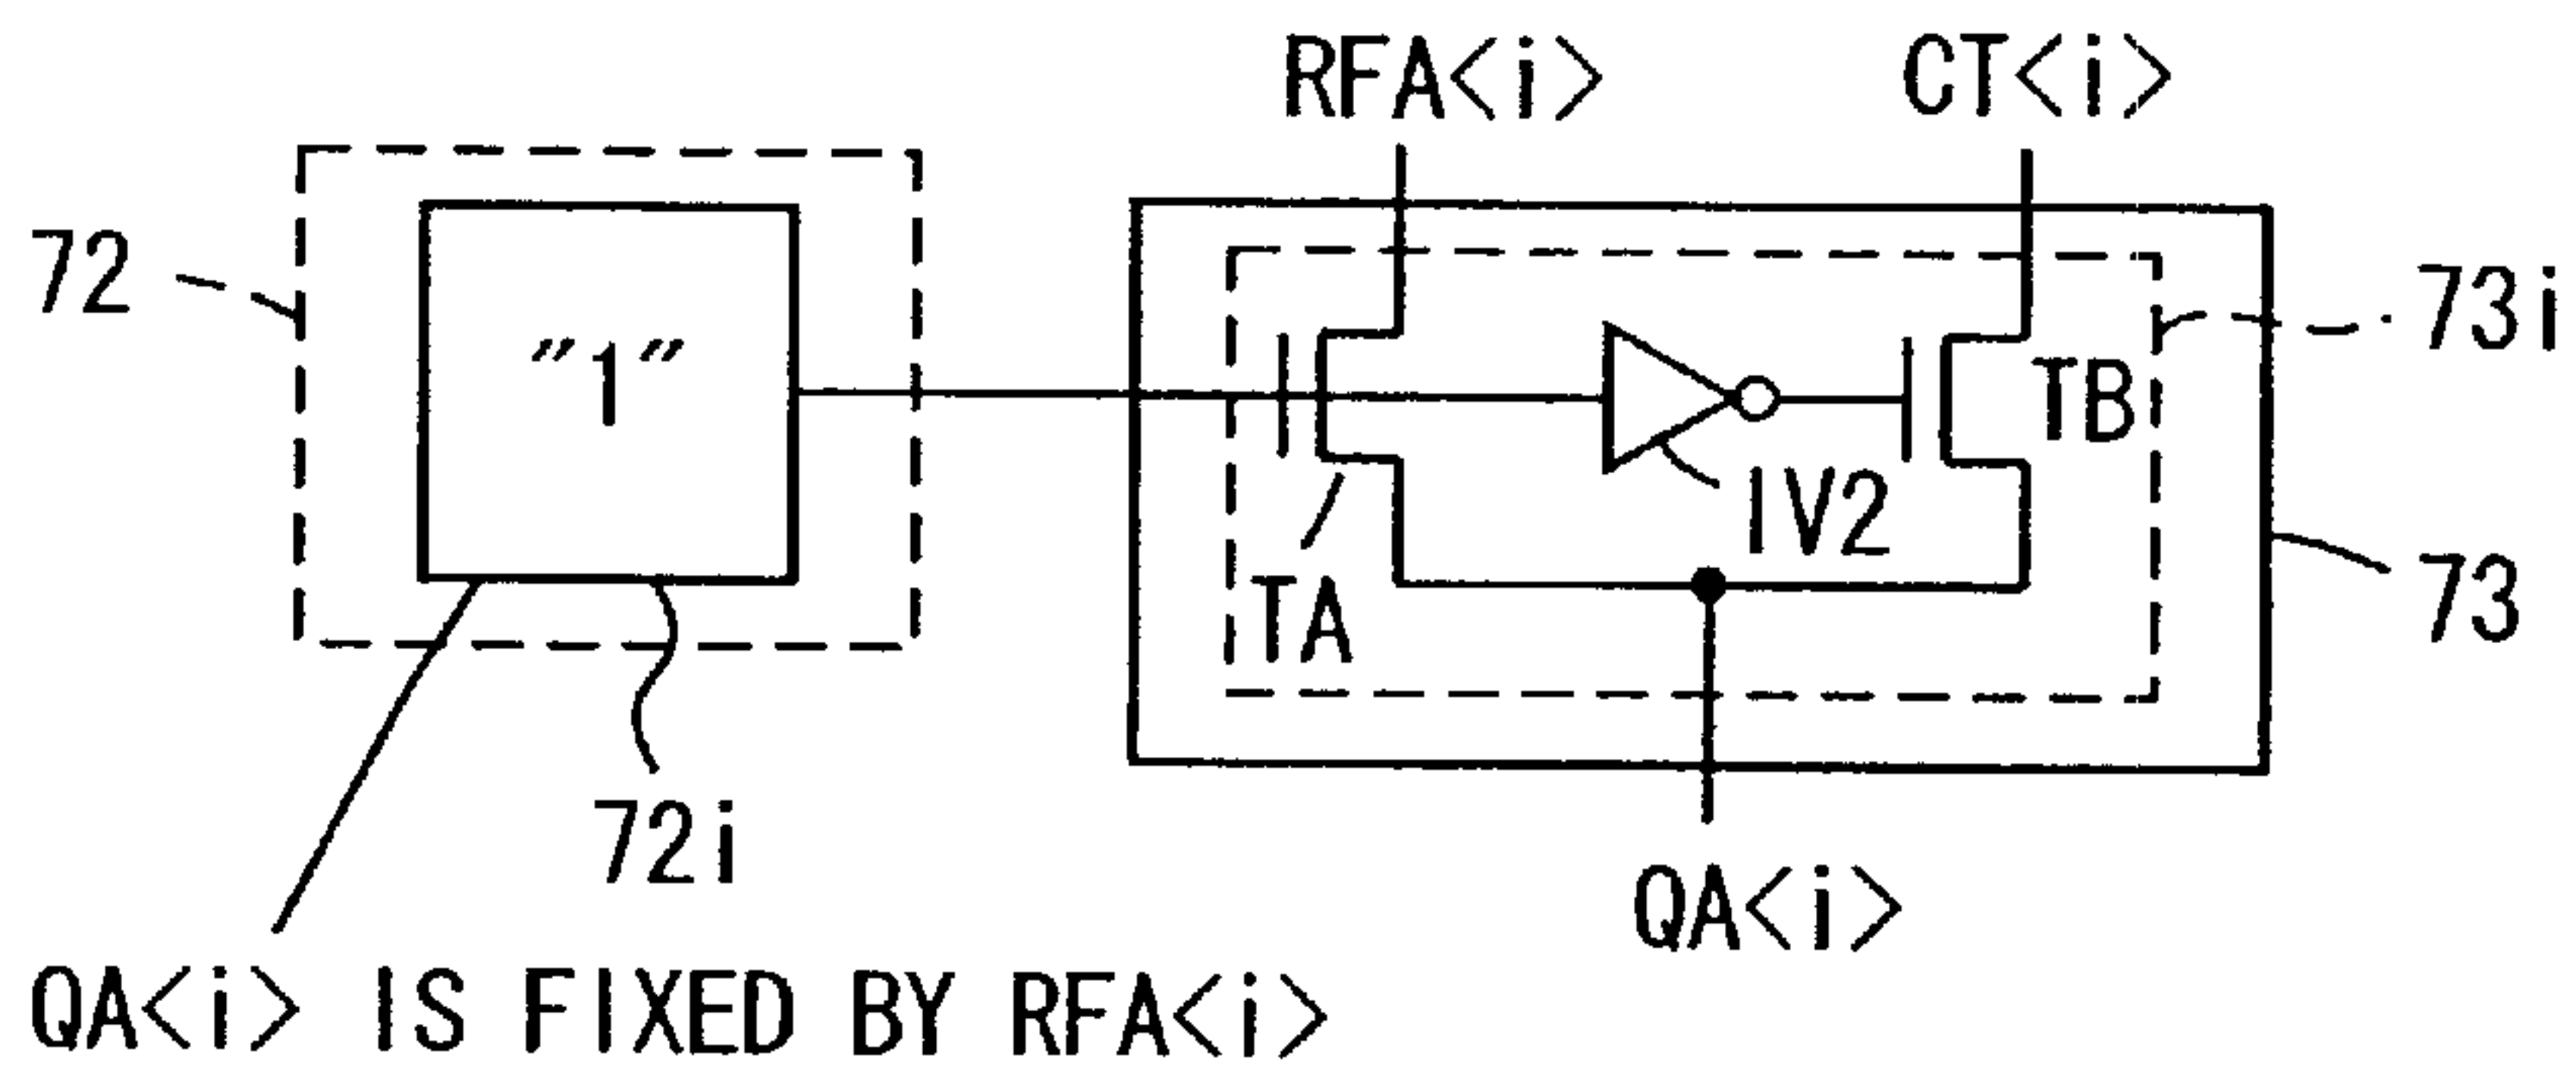 RFA<i> CT<i>
72
"1"
73i
TB
IV2
TA
73
72i
QA<i>
QA<i> IS FIXED BY RFA<i>